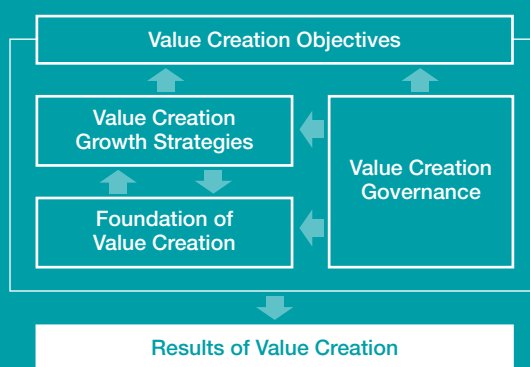 Value Creation Objectives
Value Creation
Growth Strategies
Foundation of
Value Creation
Value Creation
Governance
Results of Value Creation